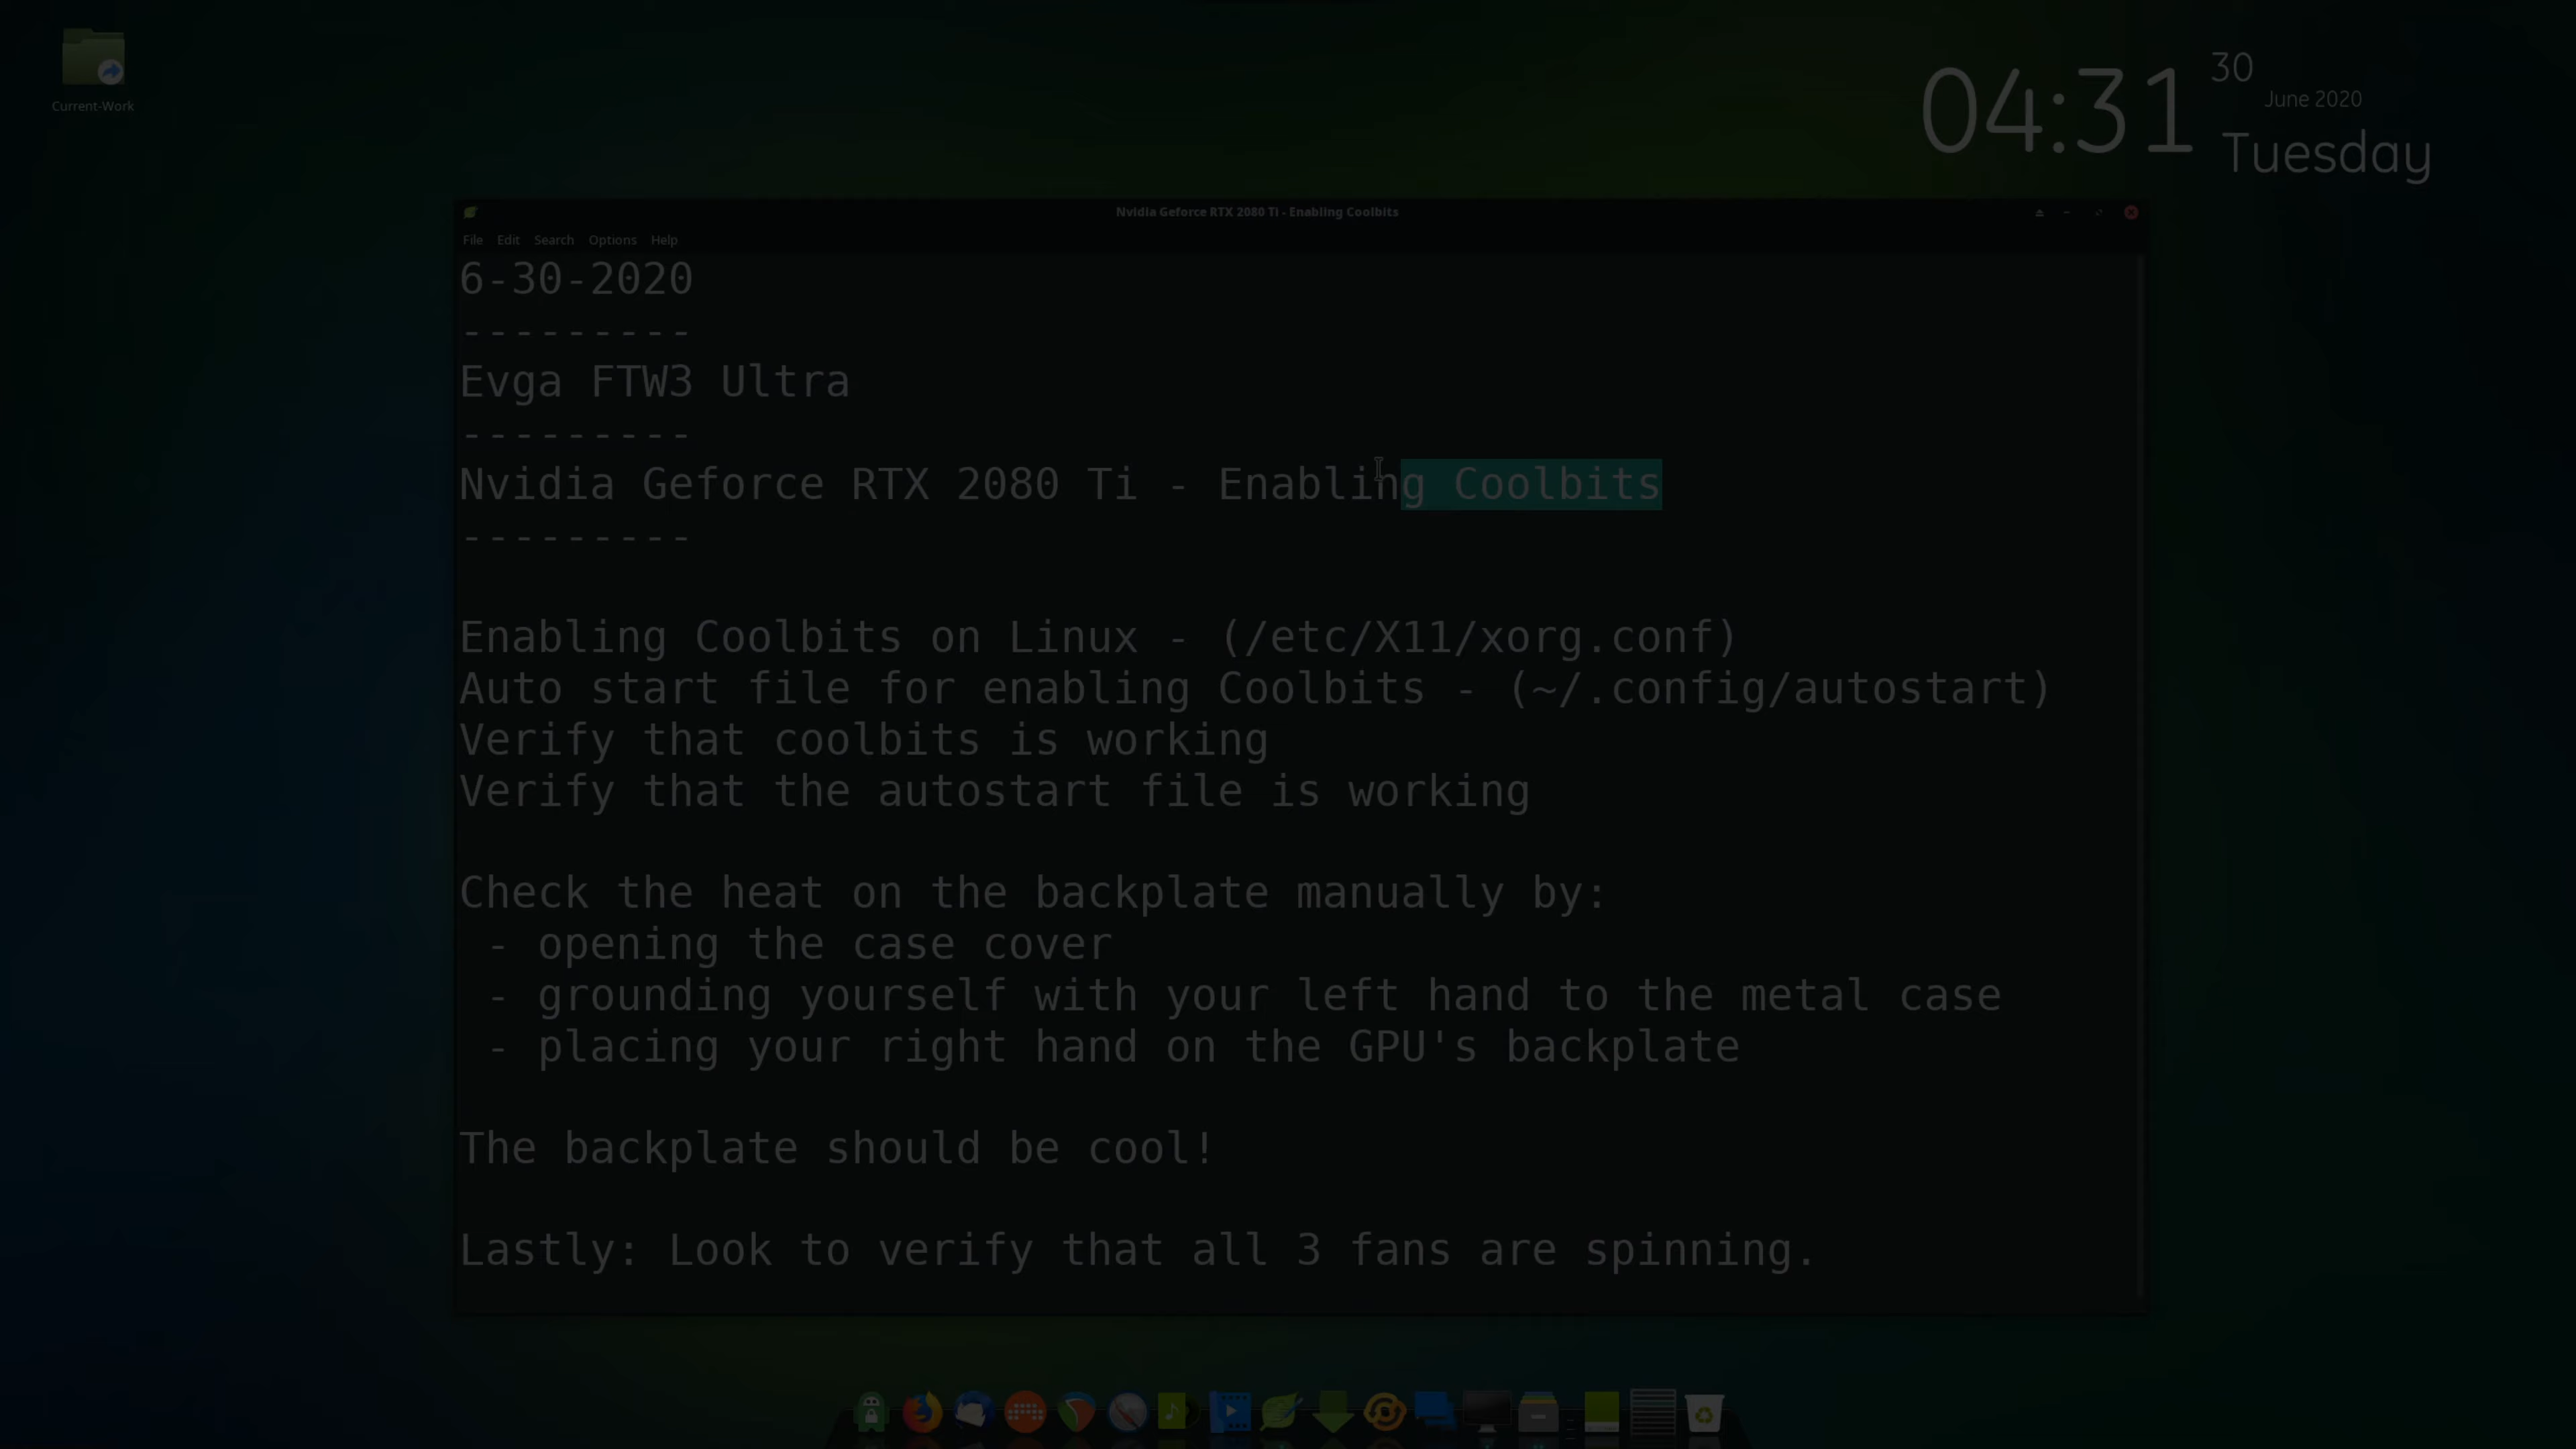 Current-Work
04:31
30
June 2020
Tuesday
Nvidia Geforce RTX 2080 Ti - Enabling Coolbits
File Edit Search Options Help
6-30-2020
---------
Evga FTW3 Ultra
---------
Nvidia Geforce RTX 2080 Ti - Enabling Coolbits
---------
Enabling Coolbits on Linux - (/etc/X11/xorg.conf)
Auto start file for enabling Coolbits - (~/.config/autostart)
Verify that coolbits is working
Verify that the autostart file is working
Check the heat on the backplate manually by:
- opening the case cover
- grounding yourself with your left hand to the metal case
- placing your right hand on the GPU's backplate
The backplate should be cool!
Lastly: Look to verify that all 3 fans are spinning.